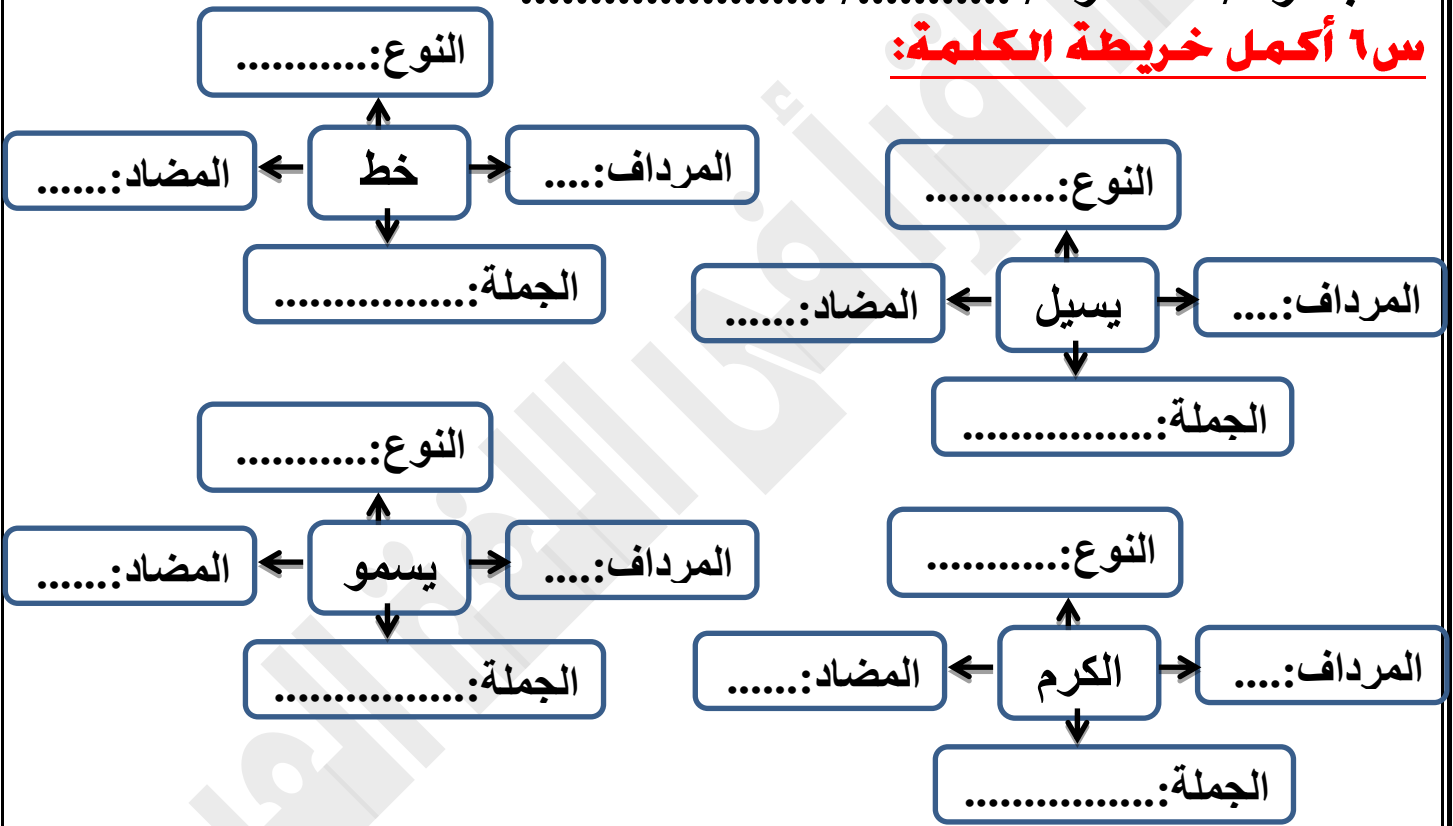 س٦ أكمل خريطة الكلمة:
النوع:...........
المرداف:....
يسيل
المضاد:......
الجملة:................
النوع:...........
المرداف:....
خط
المضاد:......
الجملة:................
النوع:...........
المرداف:....
الكرم
المضاد:......
الجملة:................
النوع:...........
المرداف:....
يسمو
المضاد:......
الجملة:................